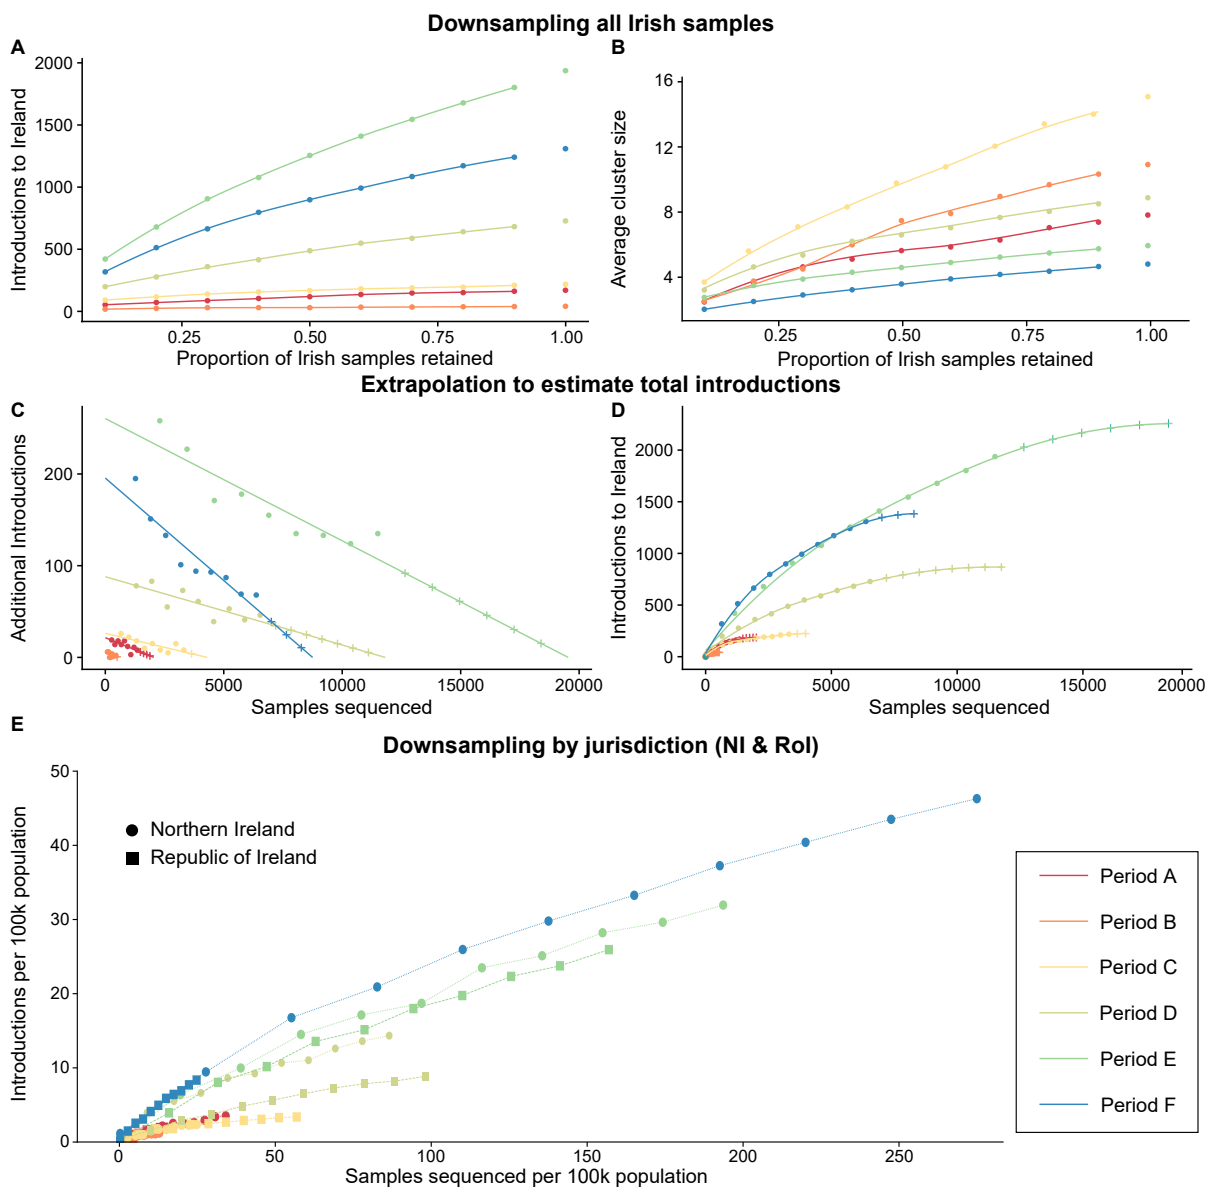 Downsampling all Irish samples
A
B
Introductions to Ireland
2000
1500
1000
500
0
0.25
0.50
0.75
1.00
Proportion of Irish samples retained
Average cluster size
16
12
8
4
0.25
0.50
0.75
1.00
Proportion of Irish samples retained
Extrapolation to estimate total introductions
C
D
Additional Introductions
200
100
0
0
5000
10000
15000
20000
Samples sequenced
Introductions to Ireland
2000
1500
1000
500
0
0
5000
10000
15000
20000
Samples sequenced
E
Downsampling by jurisdiction (NI & RoI)
Introductions per 100k population
50
40
30
20
10
0
0
50
100
150
200
250
Samples sequenced per 100k population
Northern Ireland
Republic of Ireland
Period A
Period B
Period C
Period D
Period E
Period F